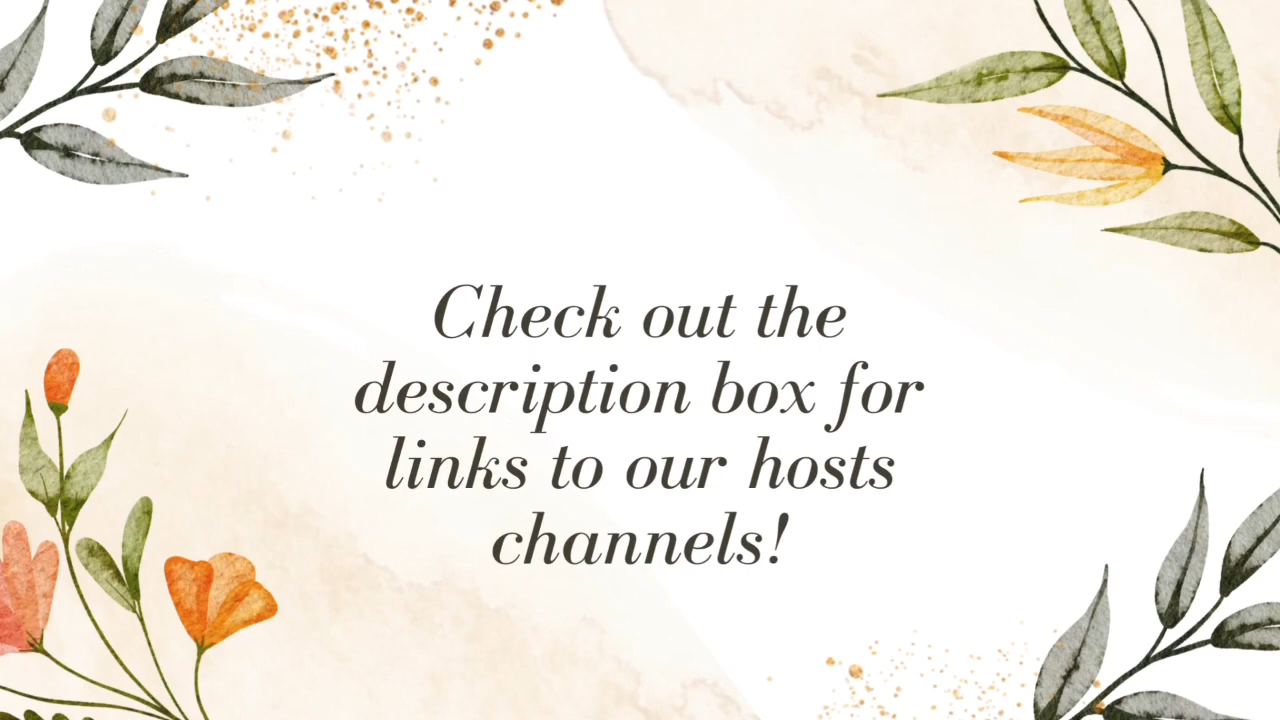 Check out the
description box for
links to our hosts
channels!